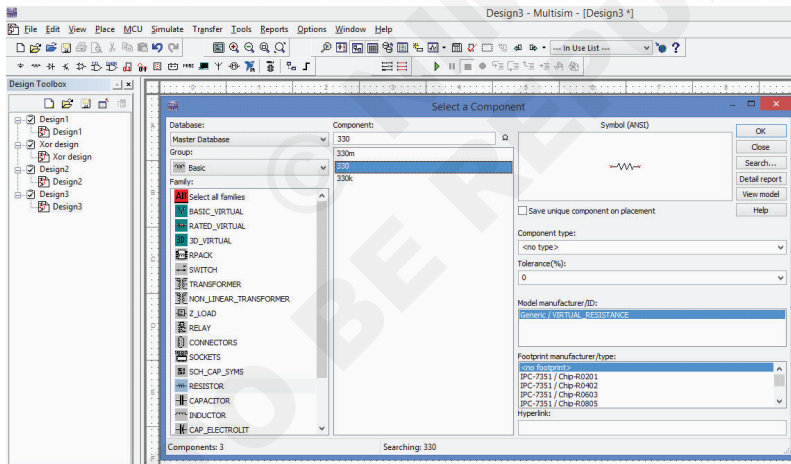 Design3 - Multisim - [Design3 *]
File Edit View Place MCU Simulate Transfer Tools Reports Options Window Help
--- In Use List ---
Design Toolbox
Design1
Design1
Xor design
Xor design
Design2
Design2
Design3
Design3
Select a Component
Database:
Master Database
Group:
Basic
Family:
All Select all families
BASIC_VIRTUAL
RATED_VIRTUAL
3D_VIRTUAL
RPACK
SWITCH
TRANSFORMER
NON_LINEAR_TRANSFORMER
Z_LOAD
RELAY
CONNECTORS
SOCKETS
SCH_CAP_SYMS
RESISTOR
CAPACITOR
INDUCTOR
CAP_ELECTROLIT
Component:
330 Ω
330m
330
330k
Symbol (ANSI)
Save unique component on placement
Component type:
<no type>
Tolerance(%):
0
Model manufacturer/ID:
Generic / VIRTUAL_RESISTANCE
Footprint manufacturer/type:
<no footprint>
IPC-7351 / Chip-R0201
IPC-7351 / Chip-R0402
IPC-7351 / Chip-R0603
IPC-7351 / Chip-R0805
Hyperlink:
OK
Close
Search...
Detail report
View model
Help
Components: 3
Searching: 330